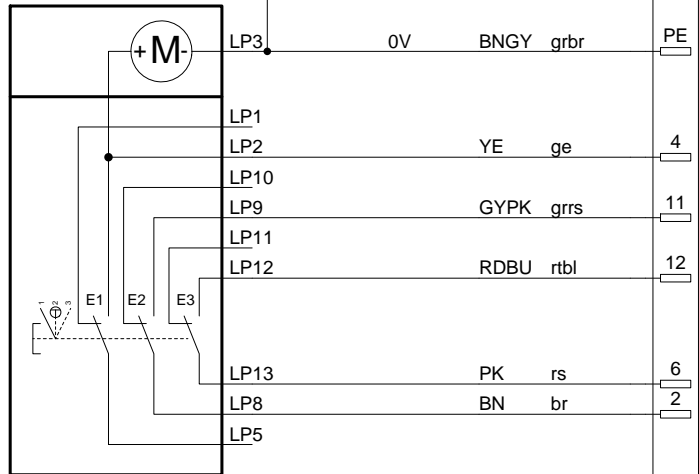 +M- LP3 0V BNGY grbr PE
LP1
LP2 YE ge 4
LP10
LP9 GYPK grrs 11
LP11
LP12 RDBU rtbl 12
1 2 3 E1 E2 E3
LP13 PK rs 6
LP8 BN br 2
LP5